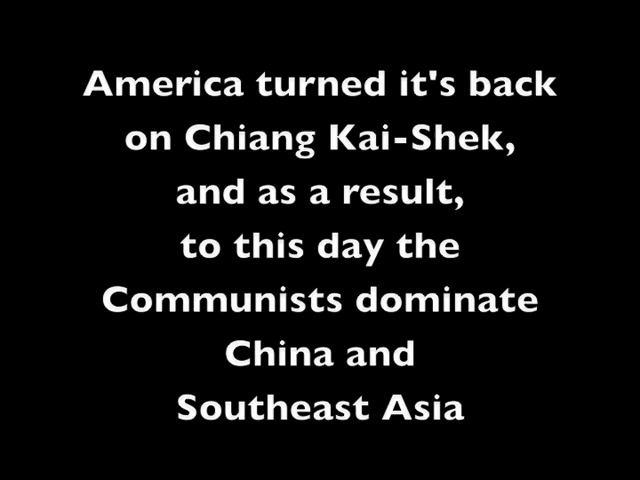 America turned it's back
on Chiang Kai-Shek,
and as a result,
to this day the
Communists dominate
China and
Southeast Asia